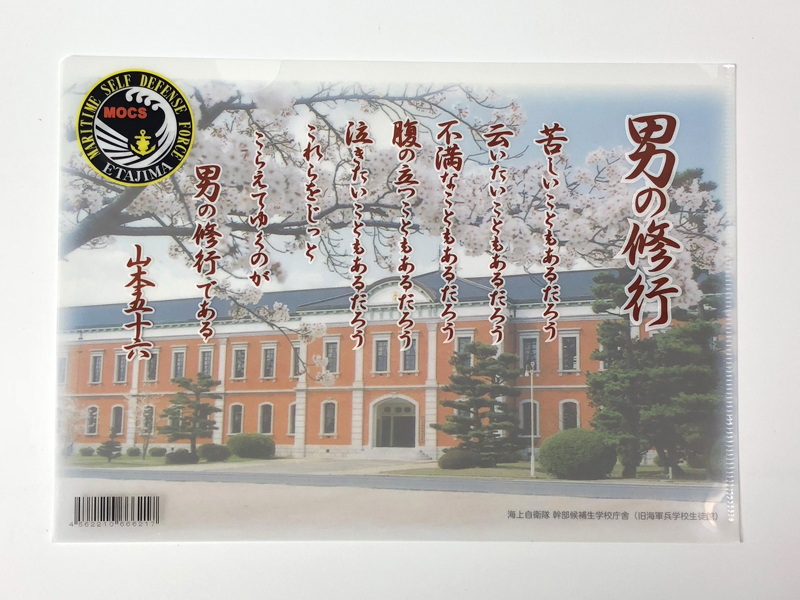 男の修行
苦しいこともあるだろう
云いたいこともあるだろう
不満なこともあるだろう
腹の立つこともあるだろう
泣きたいこともあるだろう
これらをじっと
こらえてゆくのが
男の修行である
山本五十六
MARITIME SELF DEFENSE FORCE
MOCS
ETAJIMA
4562210666217
海上自衛隊 幹部候補生学校庁舎（旧海軍兵学校生徒館）